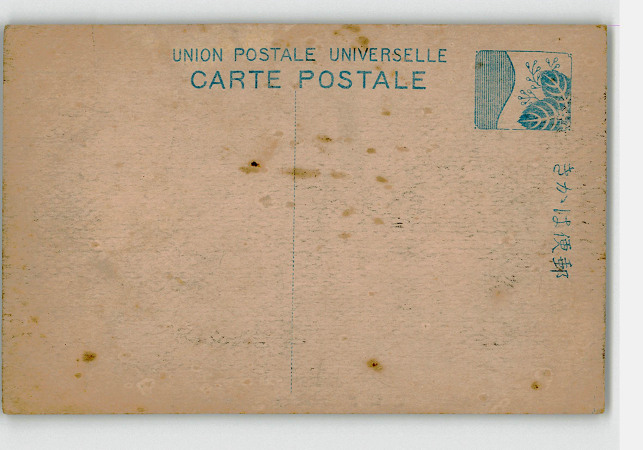 UNION POSTALE UNIVERSELLE
CARTE POSTALE
きかは便郵